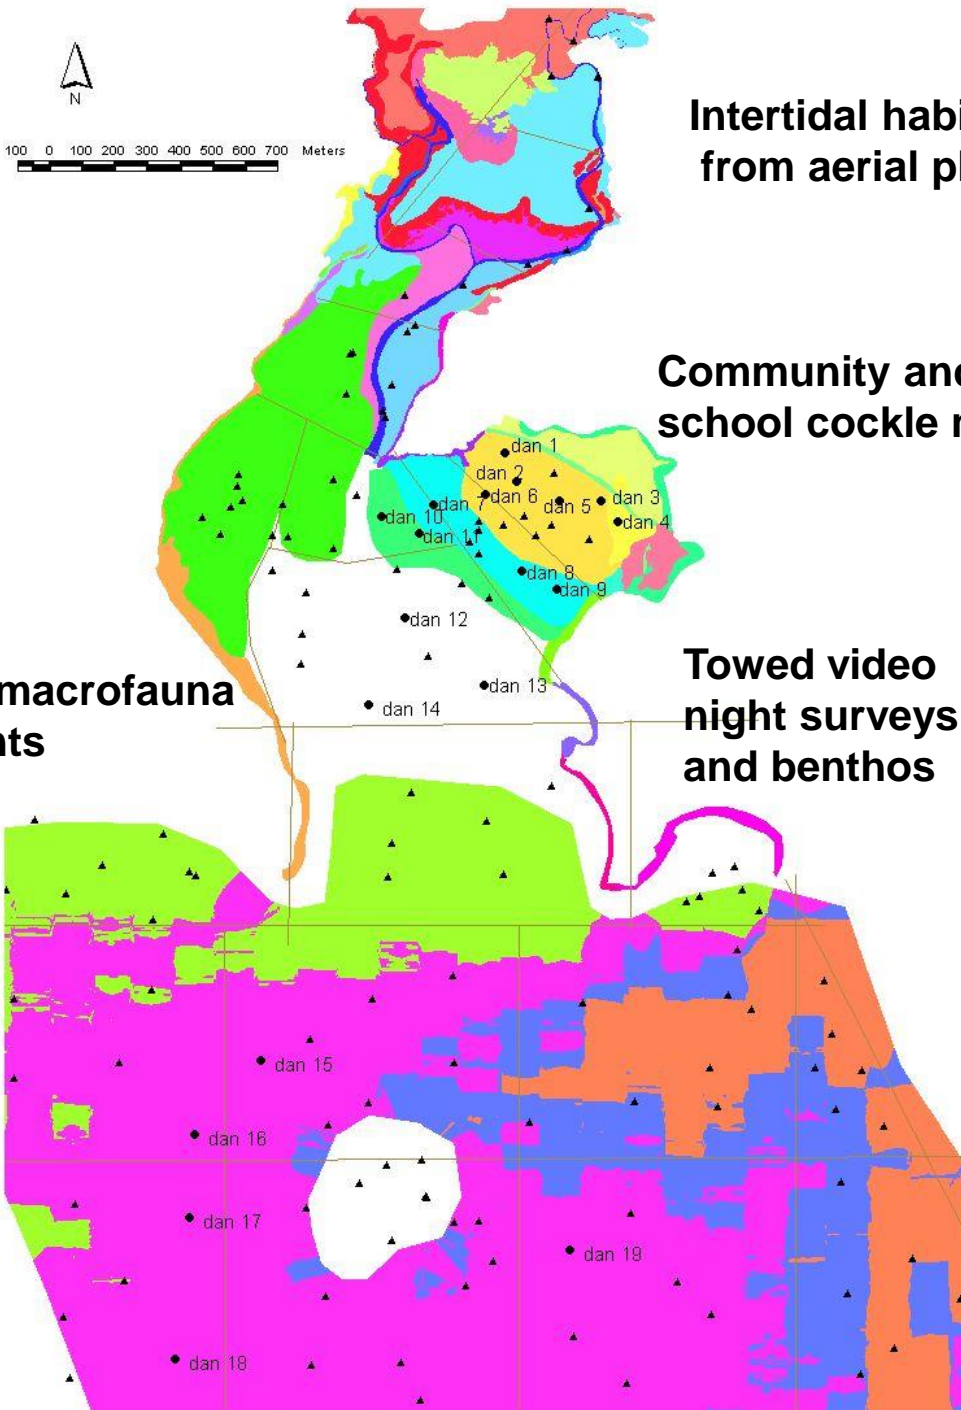 N
100 0 100 200 300 400 500 600 700 Meters
Intertidal habi
from aerial pl
Community and
school cockle
dan 1
dan 2
dan 6
dan 5
dan 3
dan 7
dan 10
dan 4
dan 11
dan 8
dan 9
dan 12
dan 13
dan 14
macrofauna
nts
Towed video
night surveys
and benthos
dan 15
dan 16
dan 17
dan 19
dan 18